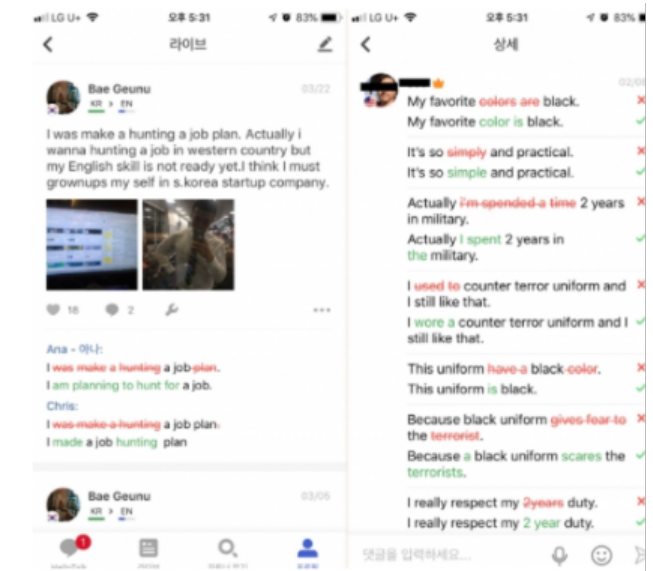 LG U+ 오후 5:31 83%
라이브
Bae Geunu 03/22
KR > EN
I was make a hunting a job plan. Actually i
wanna hunting a job in western country but
my English skill is not ready yet.I think I must
grownups my self in s.korea startup company.
18 2
Ana - 아나:
I was make a hunting a job plan.
I am planning to hunt for a job.
Chris:
I was make a hunting a job plan.
I made a job hunting plan
Bae Geunu 03/05
KR > EN
1
HelloTalk
라이브
LG U+ 오후 5:31 83%
상세
My favorite colors are black.
My favorite color is black.
It's so simply and practical.
It's so simple and practical.
Actually i'm spended a time 2 years
in military.
Actually I spent 2 years in
the military.
I used to counter terror uniform and
I still like that.
I wore a counter terror uniform and I
still like that.
This uniform have a black color.
This uniform is black.
Because black uniform gives fear to
the terrorist.
Because a black uniform scares the
terrorists.
I really respect my 2years duty.
I really respect my 2 year duty.
댓글을 입력하세요...